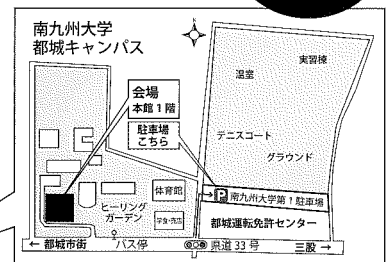 南九州大学
都城キャンパス
実習棟
温室
会場
本館1階
駐車場
こちら
テニスコート
グラウンド
体育館
P 南九州大学第1駐車場
ヒーリング
ガーデン
学食・売店
都城運転免許センター
← 都城市街
バス停
県道33号
三股 →